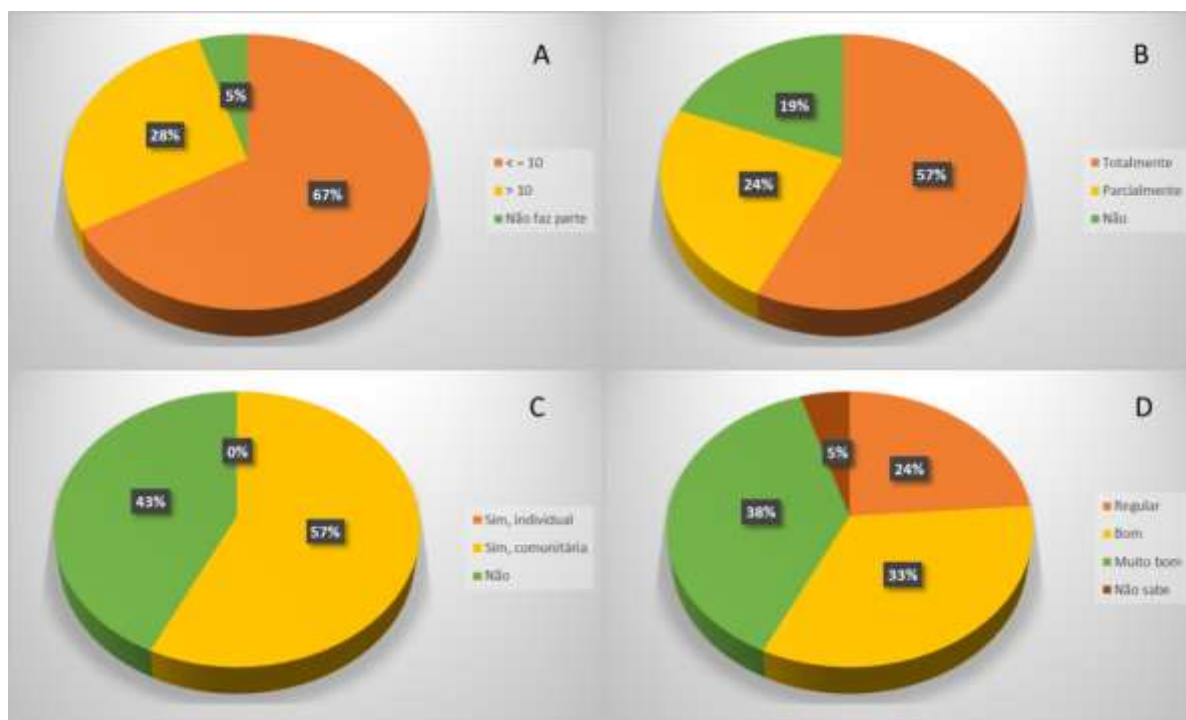 A
5%
28%
67%
< = 10
> 10
Não faz parte
B
19%
24%
57%
Totalmente
Parcialmente
Não
C
0%
43%
57%
Sim, individual
Sim, comunitária
Não
D
5%
24%
38%
33%
Regular
Bom
Muito bom
Não sabe